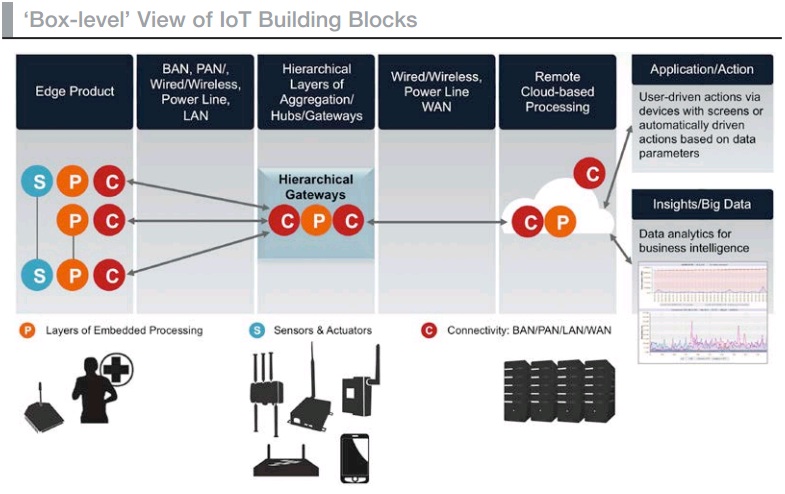 ‘Box-level’ View of IoT Building Blocks
Edge Product
BAN, PAN/,
Wired/Wireless,
Power Line,
LAN
Hierarchical
Layers of
Aggregation/
Hubs/Gateways
Wired/Wireless,
Power Line
WAN
Remote
Cloud-based
Processing
Application/Action
User-driven actions via
devices with screens or
automatically driven
actions based on data
parameters
S P C
P C
S P C
Hierarchical
Gateways
C P C
C
C P
Insights/Big Data
Data analytics for
business intelligence
P Layers of Embedded Processing
S Sensors & Actuators
C Connectivity: BAN/PAN/LAN/WAN